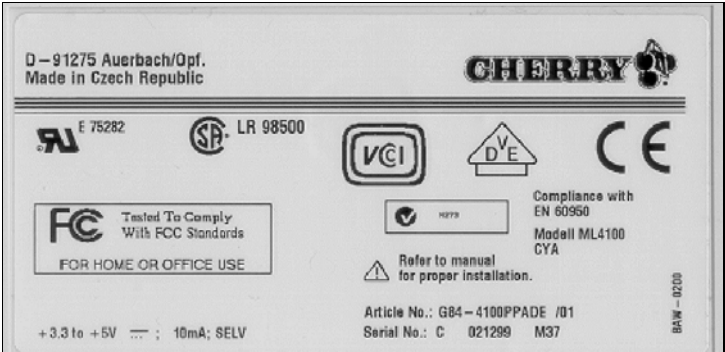 D-91275 Auerbach/Opf.
Made in Czech Republic
CHERRY
E 75282
LR 98500
VCI
DVE
CE
FC
Tested To Comply
With FCC Standards
FOR HOME OR OFFICE USE
N273
Compliance with
EN 60950
Modell ML4100
CYA
Refer to manual
for proper installation.
+3.3 to +5V ⎓ ; 10mA; SELV
Article No.: G84-4100PPADE /01
Serial No.: C 021299 M37
BAW-0200